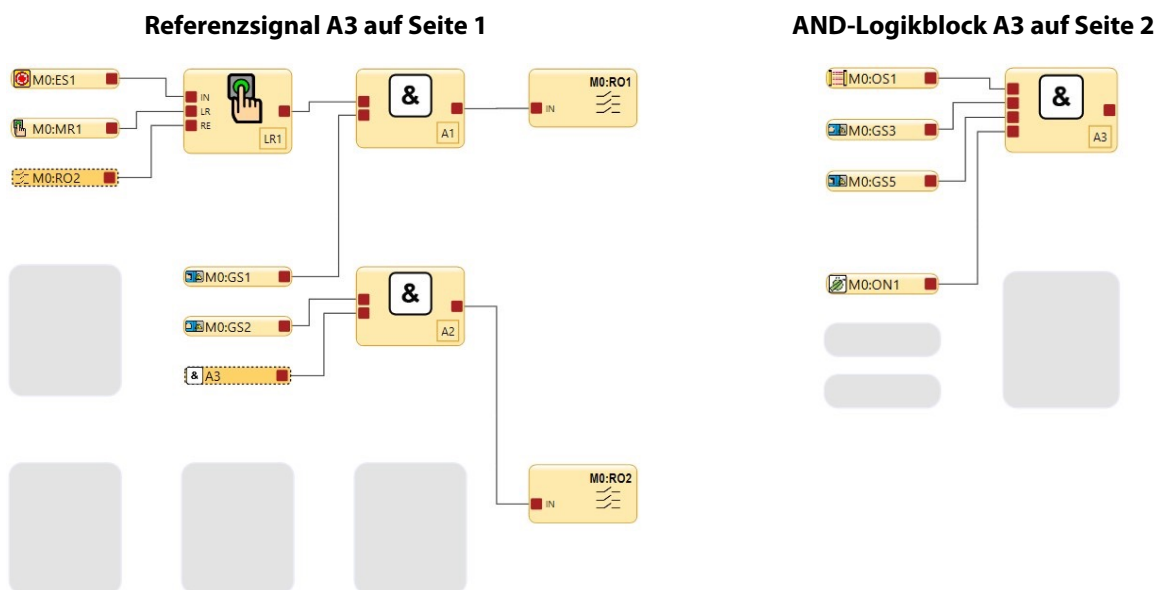 Referenzsignal A3 auf Seite 1
AND-Logikblock A3 auf Seite 2
M0:ES1
M0:MR1
M0:RO2
IN
LR
RE
LR1
&
A1
M0:RO1
IN
M0:GS1
M0:GS2
& A3
&
A2
M0:RO2
IN
M0:OS1
M0:GS3
M0:GS5
M0:ON1
&
A3